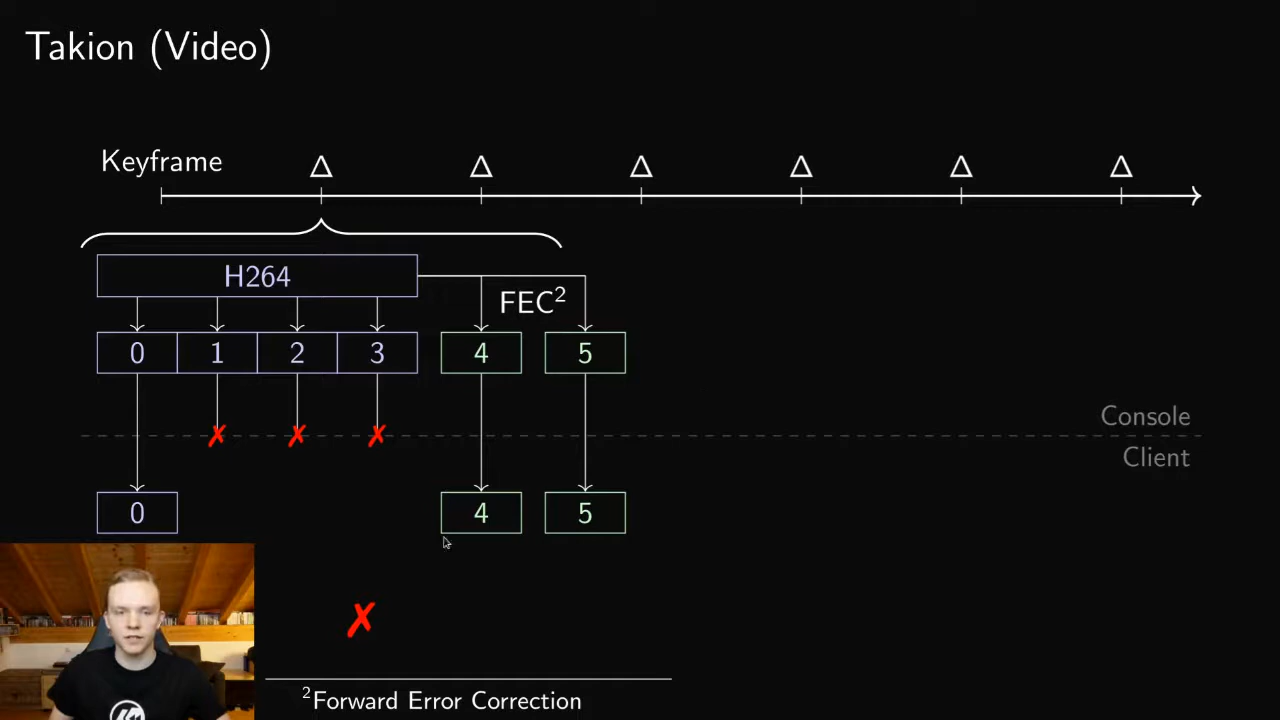 Takion (Video)
Keyframe Δ Δ Δ Δ Δ Δ
H264
FEC²
0 1 2 3 4 5
Console
Client
0 4 5
²Forward Error Correction